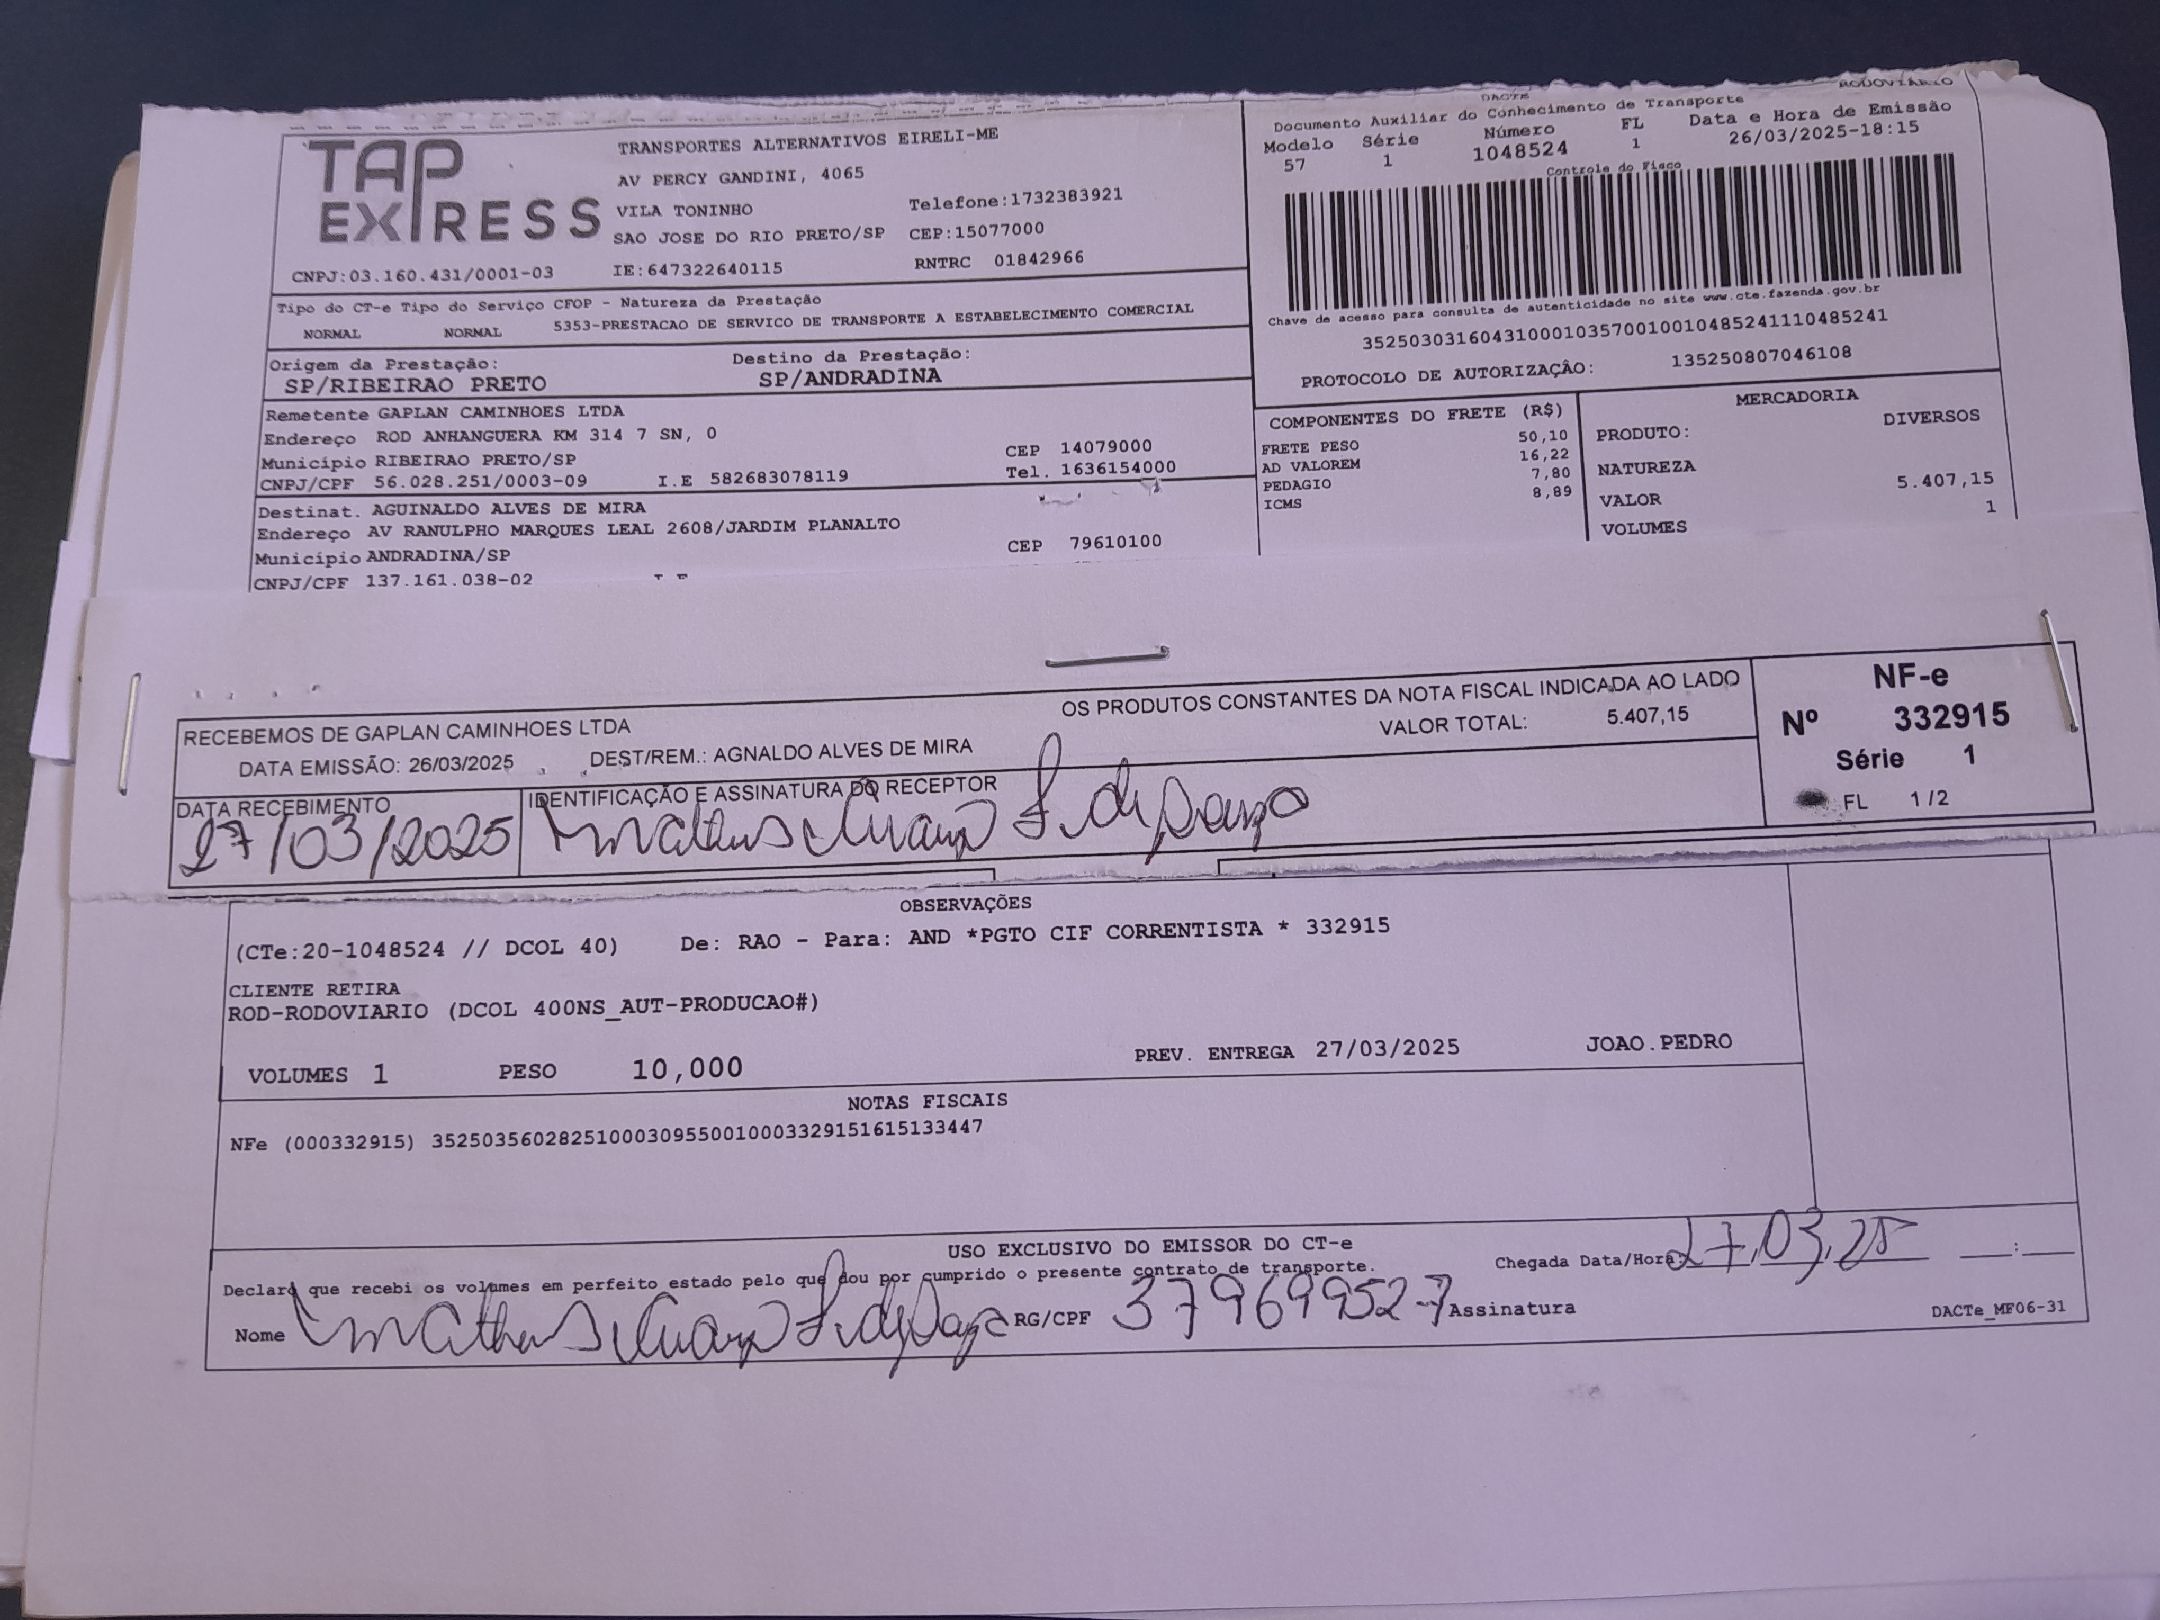 TAP EXPRESS
TRANSPORTES ALTERNATIVOS EIRELI-ME
AV PERCY GANDINI, 4065
VILA TONINHO Telefone:1732383921
SAO JOSE DO RIO PRETO/SP CEP:15077000
CNPJ:03.160.431/0001-03 IE:647322640115 RNTRC 01842966
DACTE RODOVIARIO
Documento Auxiliar do Conhecimento de Transporte
Modelo Série Número FL Data e Hora de Emissão
57 1 1048524 1 26/03/2025-18:15
Controle do Fisco
Chave de acesso para consulta de autenticidade no site www.cte.fazenda.gov.br
35250303160431000103570010010485241110485241
PROTOCOLO DE AUTORIZAÇÂO: 135250807046108
Tipo do CT-e Tipo do Serviço CFOP - Natureza da Prestação
NORMAL NORMAL 5353-PRESTACAO DE SERVICO DE TRANSPORTE A ESTABELECIMENTO COMERCIAL
Origem da Prestação: Destino da Prestação:
SP/RIBEIRAO PRETO SP/ANDRADINA
Remetente GAPLAN CAMINHOES LTDA
Endereço ROD ANHANGUERA KM 314 7 SN, 0
Município RIBEIRAO PRETO/SP CEP 14079000
CNPJ/CPF 56.028.251/0003-09 I.E 582683078119 Tel. 1636154000
Destinat. AGUINALDO ALVES DE MIRA
Endereço AV RANULPHO MARQUES LEAL 2608/JARDIM PLANALTO
Município ANDRADINA/SP CEP 79610100
CNPJ/CPF 137.161.038-02
COMPONENTES DO FRETE (R$)
FRETE PESO 50,10
AD VALOREM 16,22
PEDAGIO 7,80
ICMS 8,89
MERCADORIA
PRODUTO: DIVERSOS
NATUREZA
VALOR 5.407,15
VOLUMES 1
RECEBEMOS DE GAPLAN CAMINHOES LTDA OS PRODUTOS CONSTANTES DA NOTA FISCAL INDICADA AO LADO
DATA EMISSÃO: 26/03/2025 DEST/REM.: AGNALDO ALVES DE MIRA VALOR TOTAL: 5.407,15
DATA RECEBIMENTO IDENTIFICAÇÃO E ASSINATURA DO RECEPTOR
27/03/2025
NF-e
Nº 332915
Série 1
FL 1/2
OBSERVAÇÕES
(CTe:20-1048524 // DCOL 40) De: RAO - Para: AND *PGTO CIF CORRENTISTA * 332915
CLIENTE RETIRA
ROD-RODOVIARIO (DCOL 400NS_AUT-PRODUCAO#)
VOLUMES 1 PESO 10,000 PREV. ENTREGA 27/03/2025 JOAO.PEDRO
NOTAS FISCAIS
NFe (000332915) 35250356028251000309550010003329151615133447
USO EXCLUSIVO DO EMISSOR DO CT-e
Declaro que recebi os volumes em perfeito estado pelo que dou por cumprido o presente contrato de transporte. Chegada Data/Hora: 27.03.25 __:__
Nome RG/CPF 379699527 Assinatura DACTe_MF06-31